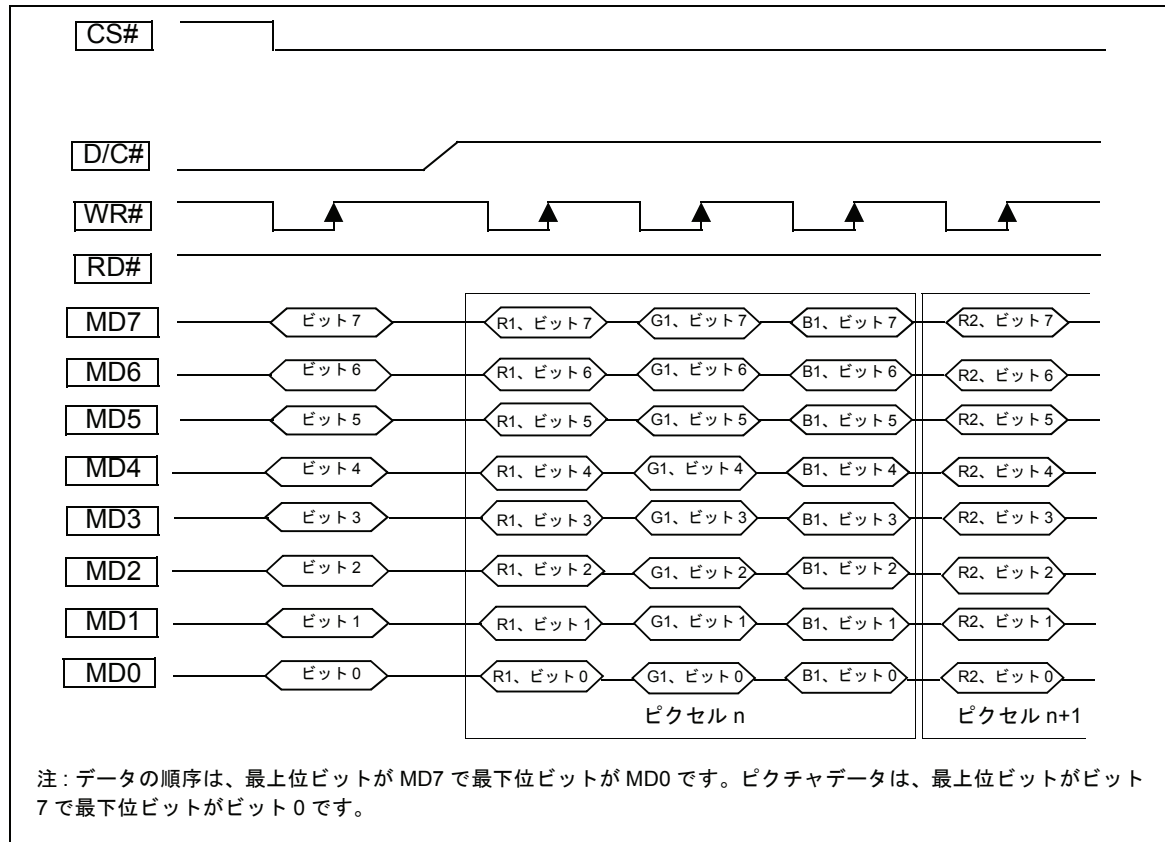 CS#
D/C#
WR#
RD#
MD7 ビット 7 R1、ビット 7 G1、ビット 7 B1、ビット 7 R2、ビット 7
MD6 ビット 6 R1、ビット 6 G1、ビット 6 B1、ビット 6 R2、ビット 6
MD5 ビット 5 R1、ビット 5 G1、ビット 5 B1、ビット 5 R2、ビット 5
MD4 ビット 4 R1、ビット 4 G1、ビット 4 B1、ビット 4 R2、ビット 4
MD3 ビット 3 R1、ビット 3 G1、ビット 3 B1、ビット 3 R2、ビット 3
MD2 ビット 2 R1、ビット 2 G1、ビット 2 B1、ビット 2 R2、ビット 2
MD1 ビット 1 R1、ビット 1 G1、ビット 1 B1、ビット 1 R2、ビット 1
MD0 ビット 0 R1、ビット 0 G1、ビット 0 B1、ビット 0 R2、ビット 0
ピクセル n ピクセル n+1
注 : データの順序は、最上位ビットが MD7 で最下位ビットが MD0 です。ピクチャデータは、最上位ビットがビット
7 で最下位ビットがビット 0 です。